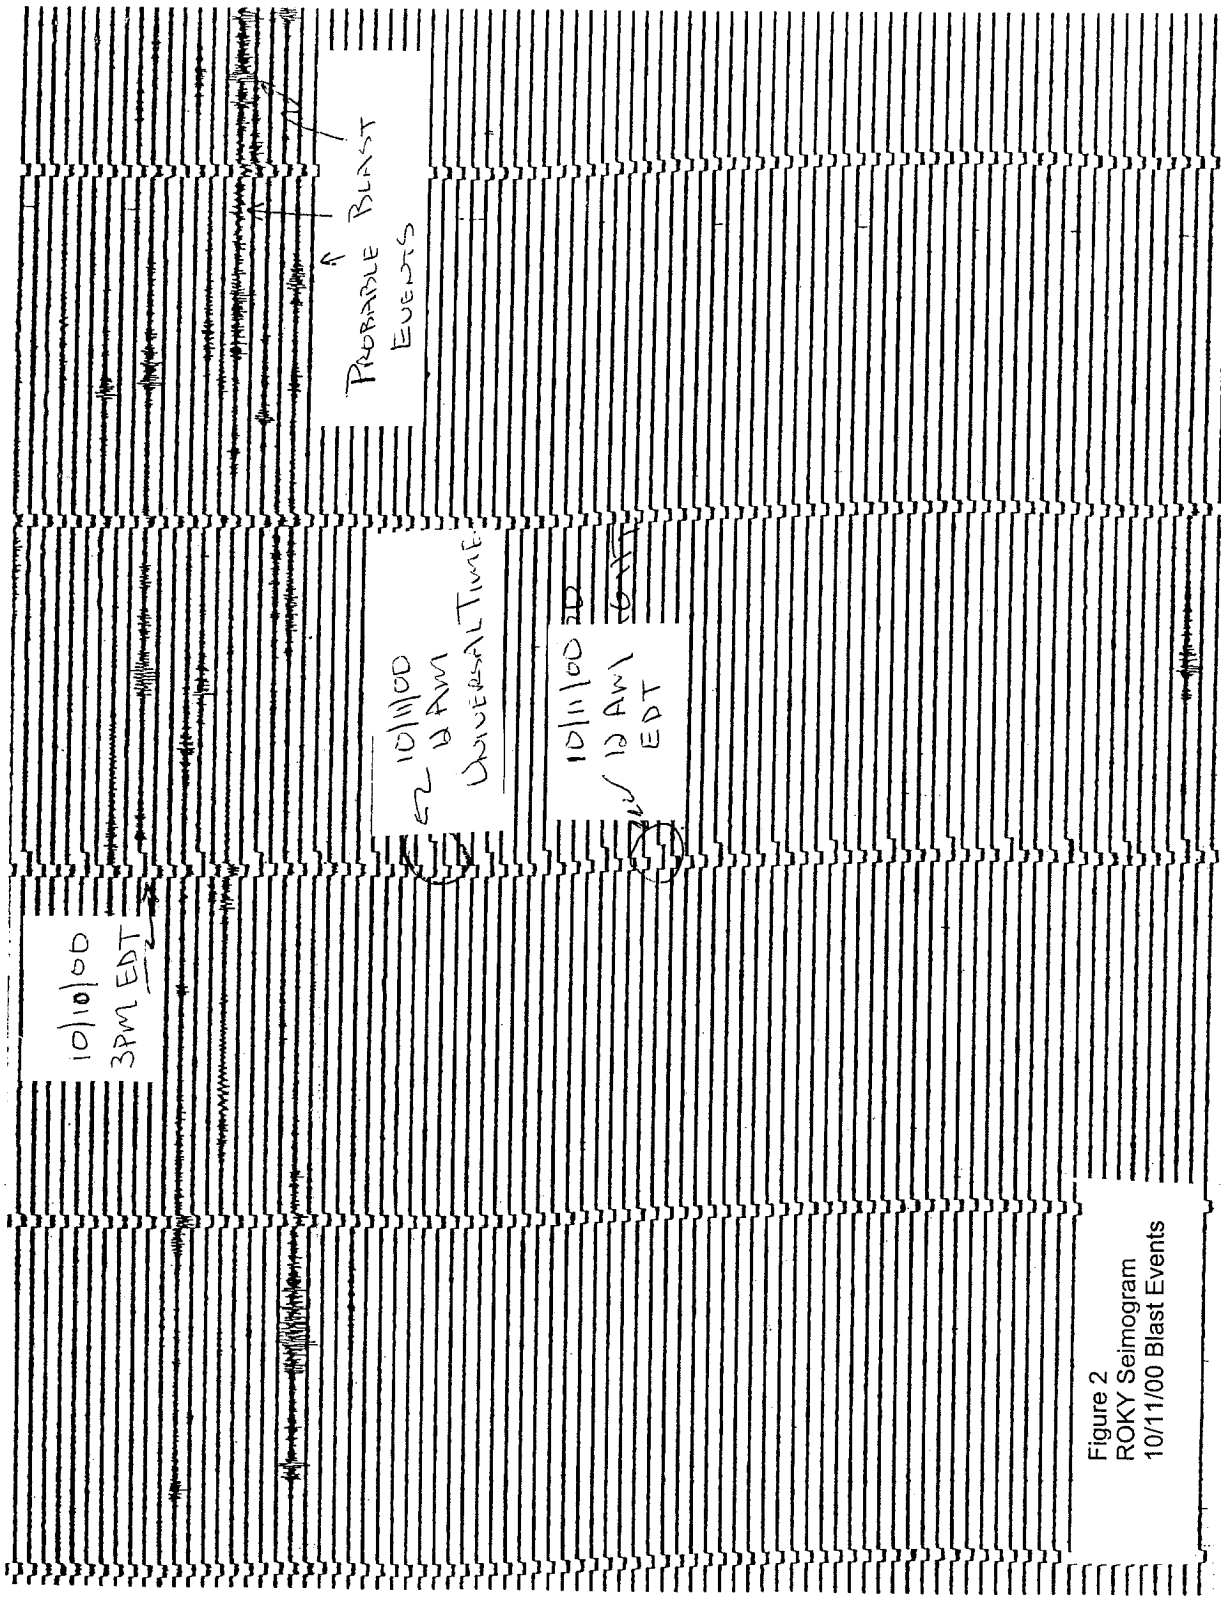 10/10/00
3PM EDT
PROBABLE BLAST
EVENTS
10/11/00
12 AM
UNIVERSAL TIME
10/11/00
12 AM
EDT
Figure 2
ROKY Seimogram
10/11/00 Blast Events